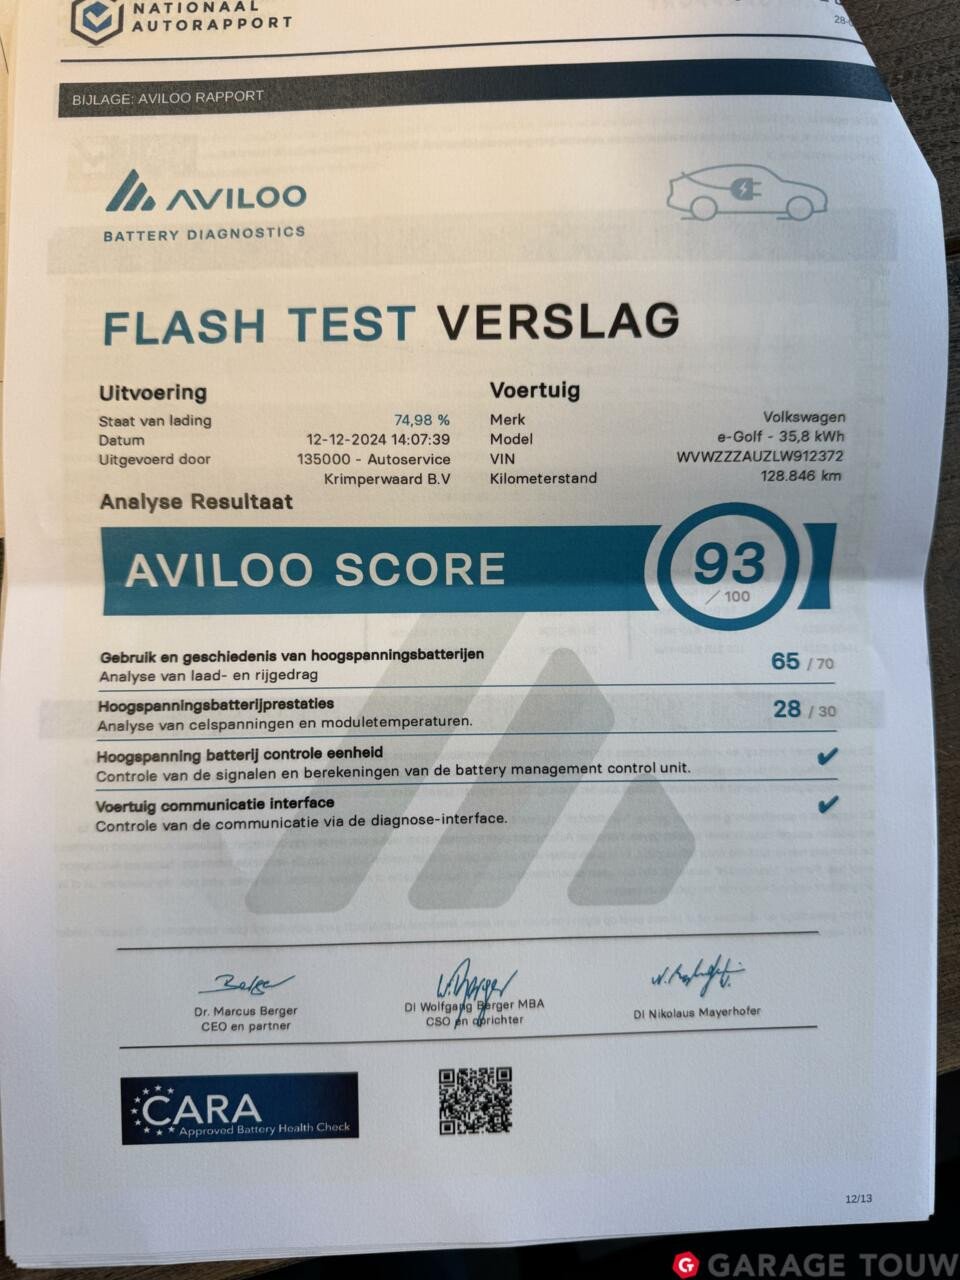 NATIONAAL
AUTORAPPORT
BIJLAGE: AVILOO RAPPORT
AVILOO
BATTERY DIAGNOSTICS
FLASH TEST VERSLAG
Uitvoering
Staat van lading 74,98 %
Datum 12-12-2024 14:07:39
Uitgevoerd door 135000 - Autoservice
Krimperwaard B.V
Voertuig
Merk Volkswagen
Model e-Golf - 35,8 kWh
VIN WVWZZZAUZLW912372
Kilometerstand 128.846 km
Analyse Resultaat
AVILOO SCORE 93 / 100
Gebruik en geschiedenis van hoogspanningsbatterijen 65 / 70
Analyse van laad- en rijgedrag
Hoogspanningsbatterijprestaties 28 / 30
Analyse van celspanningen en moduletemperaturen.
Hoogspanning batterij controle eenheid ✔
Controle van de signalen en berekeningen van de battery management control unit.
Voertuig communicatie interface ✔
Controle van de communicatie via de diagnose-interface.
Dr. Marcus Berger
CEO en partner
DI Wolfgang Berger MBA
CSO en oprichter
DI Nikolaus Mayerhofer
CARA
Approved Battery Health Check
12/13
GARAGE TOUW